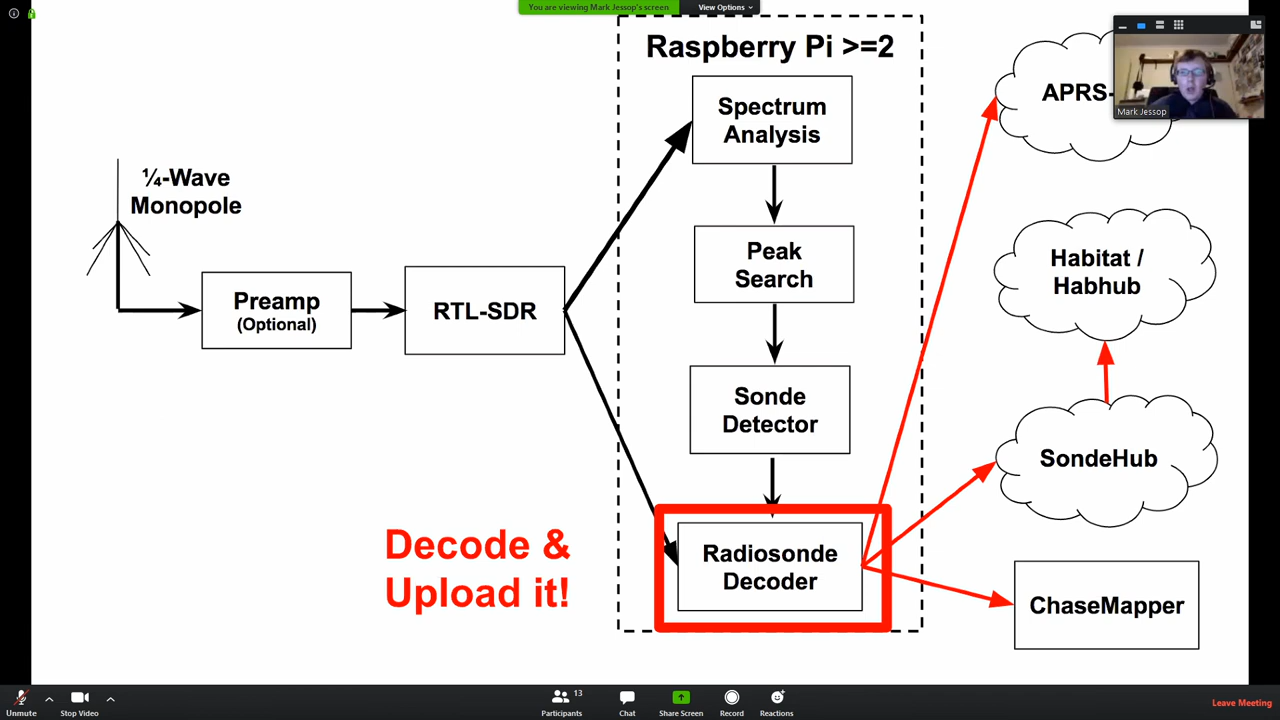 You are viewing Mark Jessop's screen
View Options
Raspberry Pi >=2
Spectrum
Analysis
APRS-
Mark Jessop
¼-Wave
Monopole
Preamp
(Optional)
RTL-SDR
Peak
Search
Habitat /
Habhub
Sonde
Detector
SondeHub
Decode &
Upload it!
Radiosonde
Decoder
ChaseMapper
Unmute
Stop Video
Participants
13
Chat
Share Screen
Record
Reactions
Leave Meeting